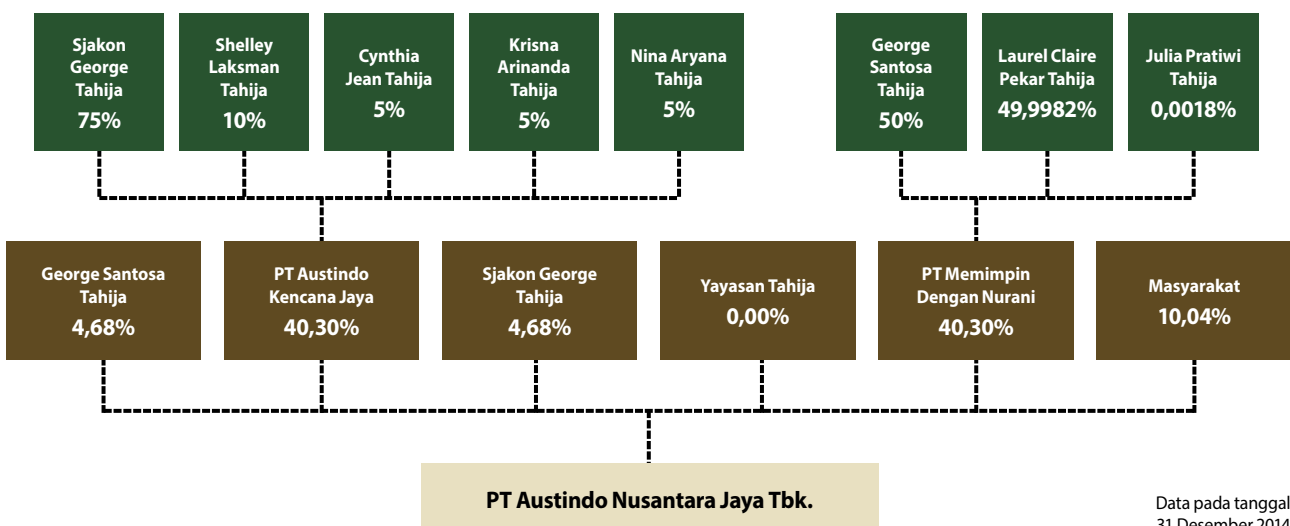 Sjakon
George
Tahija
75%
Shelley
Laksman
Tahija
10%
Cynthia
Jean Tahija
5%
Krisna
Arinanda
Tahija
5%
Nina Aryana
Tahija
5%
George
Santosa
Tahija
50%
Laurel Claire
Pekar Tahija
49,9982%
Julia Pratiwi
Tahija
0,0018%
George Santosa
Tahija
4,68%
PT Austindo
Kencana Jaya
40,30%
Sjakon George
Tahija
4,68%
Yayasan Tahija
0,00%
PT Memimpin
Dengan Nurani
40,30%
Masyarakat
10,04%
PT Austindo Nusantara Jaya Tbk.
Data pada tanggal
31 Desember 2014